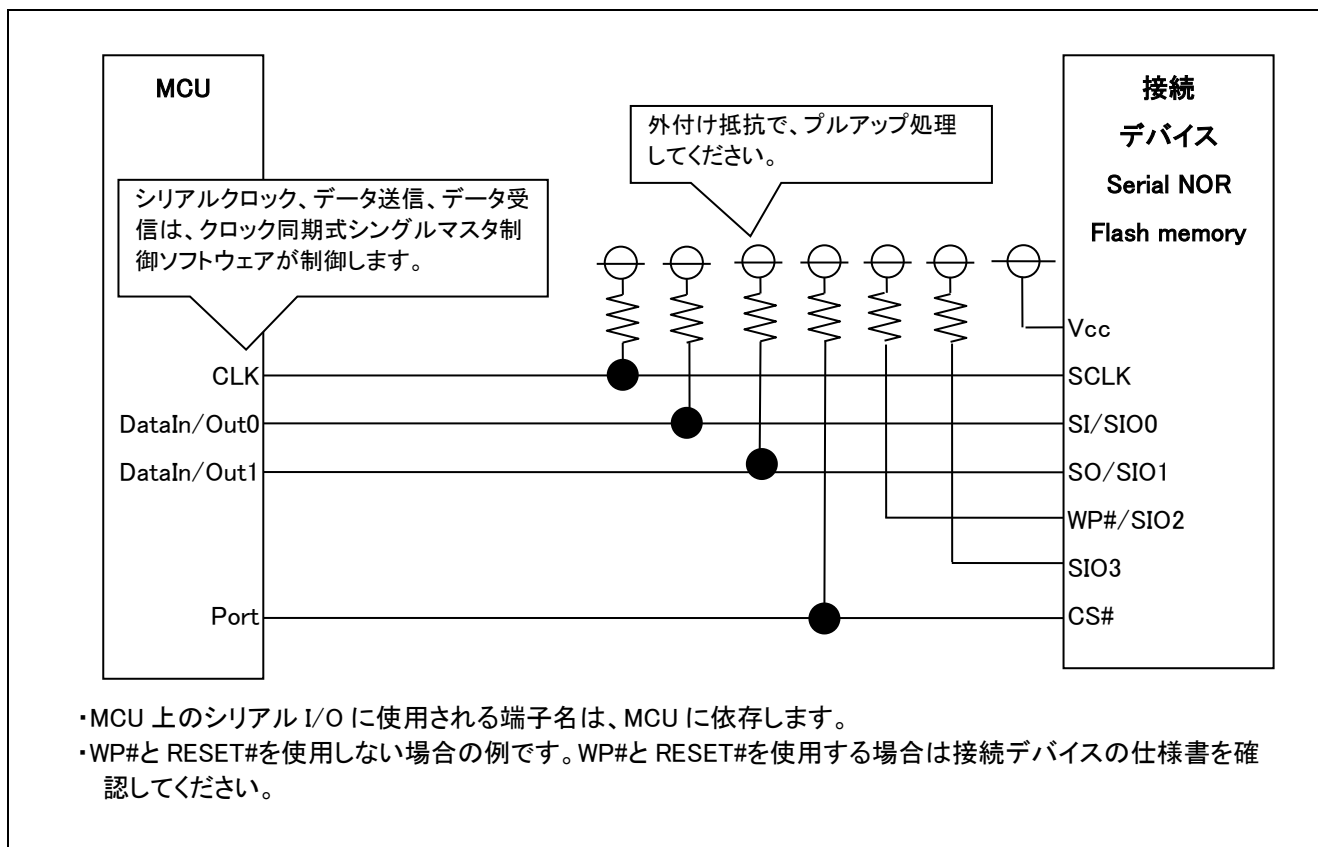 MCU
シリアルクロック、データ送信、データ受
信は、クロック同期式シングルマスタ制
御ソフトウェアが制御します。
外付け抵抗で、プルアップ処理
してください。
接続
デバイス
Serial NOR
Flash memory
Vcc
CLK
SCLK
DataIn/Out0
SI/SIO0
DataIn/Out1
SO/SIO1
WP#/SIO2
SIO3
Port
CS#
・MCU 上のシリアル I/O に使用される端子名は、MCU に依存します。
・WP#と RESET#を使用しない場合の例です。WP#と RESET#を使用する場合は接続デバイスの仕様書を確
認してください。